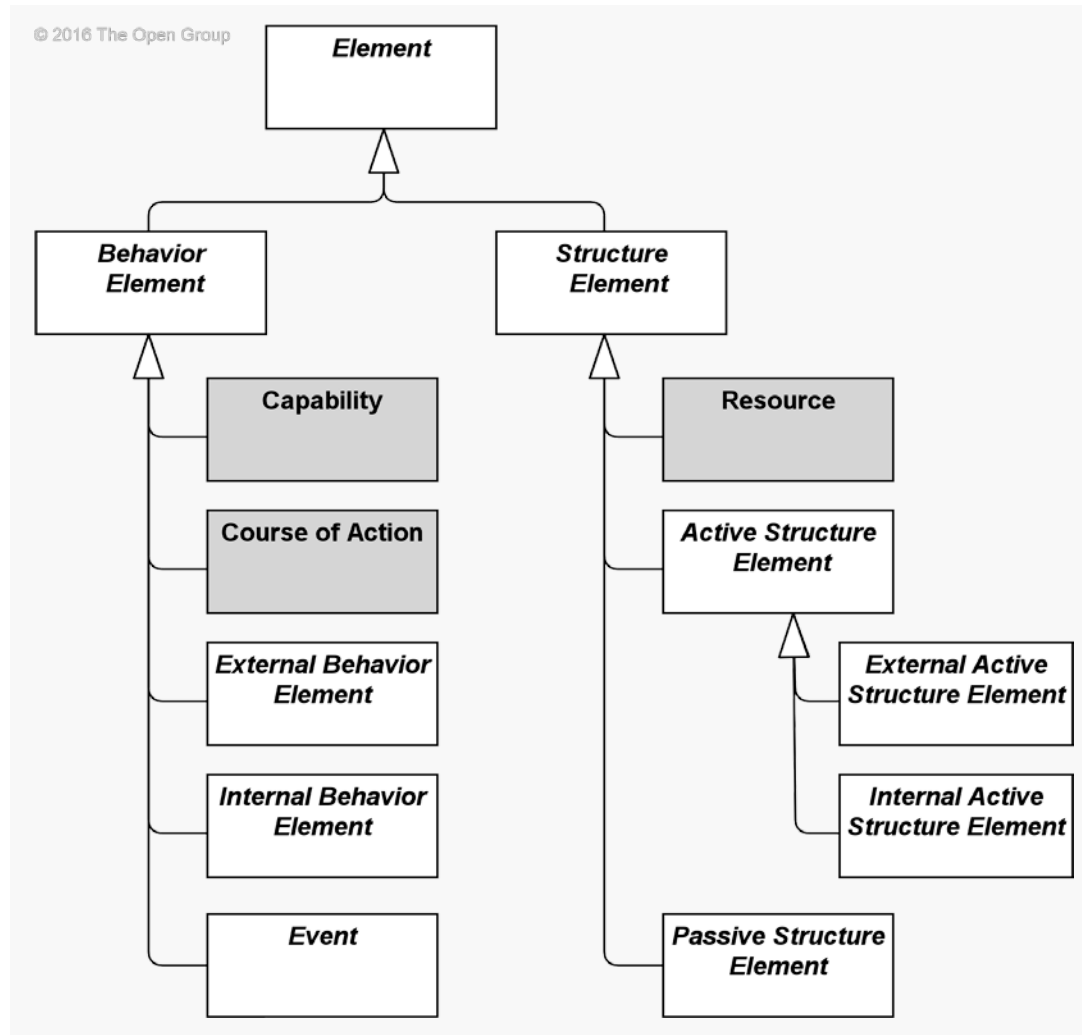 © 2016 The Open Group
Element
Behavior
Element
Structure
Element
Capability
Resource
Course of Action
Active Structure
Element
External Behavior
Element
External Active
Structure Element
Internal Behavior
Element
Internal Active
Structure Element
Event
Passive Structure
Element